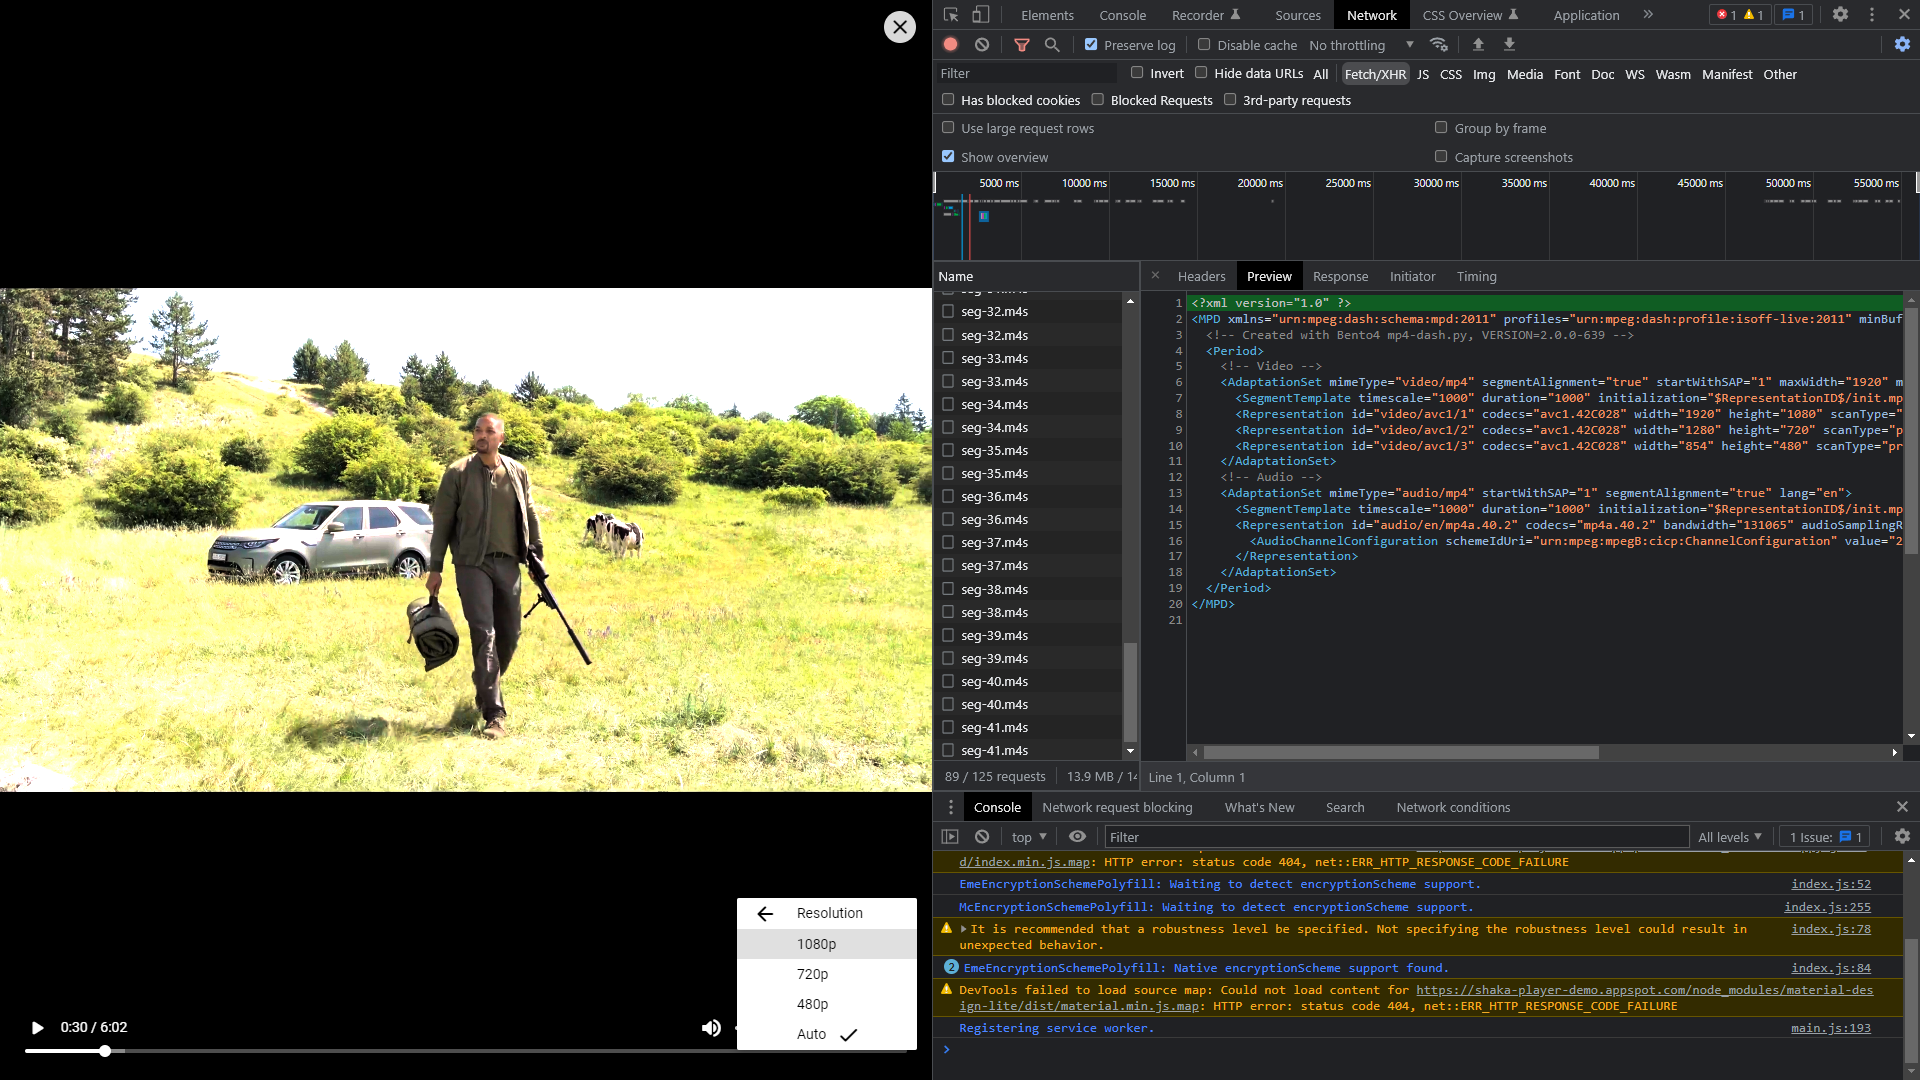 Elements Console Recorder Sources Network CSS Overview Application » 1 1 1
Preserve log Disable cache No throttling
Filter Invert Hide data URLs All Fetch/XHR JS CSS Img Media Font Doc WS Wasm Manifest Other
Has blocked cookies Blocked Requests 3rd-party requests
Use large request rows Group by frame
Show overview Capture screenshots
5000 ms 10000 ms 15000 ms 20000 ms 25000 ms 30000 ms 35000 ms 40000 ms 45000 ms 50000 ms 55000 ms
Name
seg-32.m4s
seg-32.m4s
seg-33.m4s
seg-33.m4s
seg-34.m4s
seg-34.m4s
seg-35.m4s
seg-35.m4s
seg-36.m4s
seg-36.m4s
seg-37.m4s
seg-37.m4s
seg-38.m4s
seg-38.m4s
seg-39.m4s
seg-39.m4s
seg-40.m4s
seg-40.m4s
seg-41.m4s
seg-41.m4s
89 / 125 requests 13.9 MB / 14
Headers Preview Response Initiator Timing
1 <?xml version="1.0" ?>
2 <MPD xmlns="urn:mpeg:dash:schema:mpd:2011" profiles="urn:mpeg:dash:profile:isoff-live:2011" minBuf
3 <!-- Created with Bento4 mp4-dash.py, VERSION=2.0.0-639 -->
4 <Period>
5 <!-- Video -->
6 <AdaptationSet mimeType="video/mp4" segmentAlignment="true" startWithSAP="1" maxWidth="1920" m
7 <SegmentTemplate timescale="1000" duration="1000" initialization="$RepresentationID$/init.mp
8 <Representation id="video/avc1/1" codecs="avc1.42C028" width="1920" height="1080" scanType="
9 <Representation id="video/avc1/2" codecs="avc1.42C028" width="1280" height="720" scanType="p
10 <Representation id="video/avc1/3" codecs="avc1.42C028" width="854" height="480" scanType="pr
11 </AdaptationSet>
12 <!-- Audio -->
13 <AdaptationSet mimeType="audio/mp4" startWithSAP="1" segmentAlignment="true" lang="en">
14 <SegmentTemplate timescale="1000" duration="1000" initialization="$RepresentationID$/init.mp
15 <Representation id="audio/en/mp4a.40.2" codecs="mp4a.40.2" bandwidth="131065" audioSamplingR
16 <AudioChannelConfiguration schemeIdUri="urn:mpeg:mpegB:cicp:ChannelConfiguration" value="2
17 </Representation>
18 </AdaptationSet>
19 </Period>
20 </MPD>
21
Line 1, Column 1
Console Network request blocking What's New Search Network conditions
top Filter All levels 1 Issue: 1
d/index.min.js.map: HTTP error: status code 404, net::ERR_HTTP_RESPONSE_CODE_FAILURE
EmeEncryptionSchemePolyfill: Waiting to detect encryptionScheme support. index.js:52
McEncryptionSchemePolyfill: Waiting to detect encryptionScheme support. index.js:255
It is recommended that a robustness level be specified. Not specifying the robustness level could result in index.js:78
unexpected behavior.
2 EmeEncryptionSchemePolyfill: Native encryptionScheme support found. index.js:84
DevTools failed to load source map: Could not load content for https://shaka-player-demo.appspot.com/node_modules/material-des
ign-lite/dist/material.min.js.map: HTTP error: status code 404, net::ERR_HTTP_RESPONSE_CODE_FAILURE
Registering service worker. main.js:193
Resolution
1080p
720p
480p
Auto
0:30 / 6:02